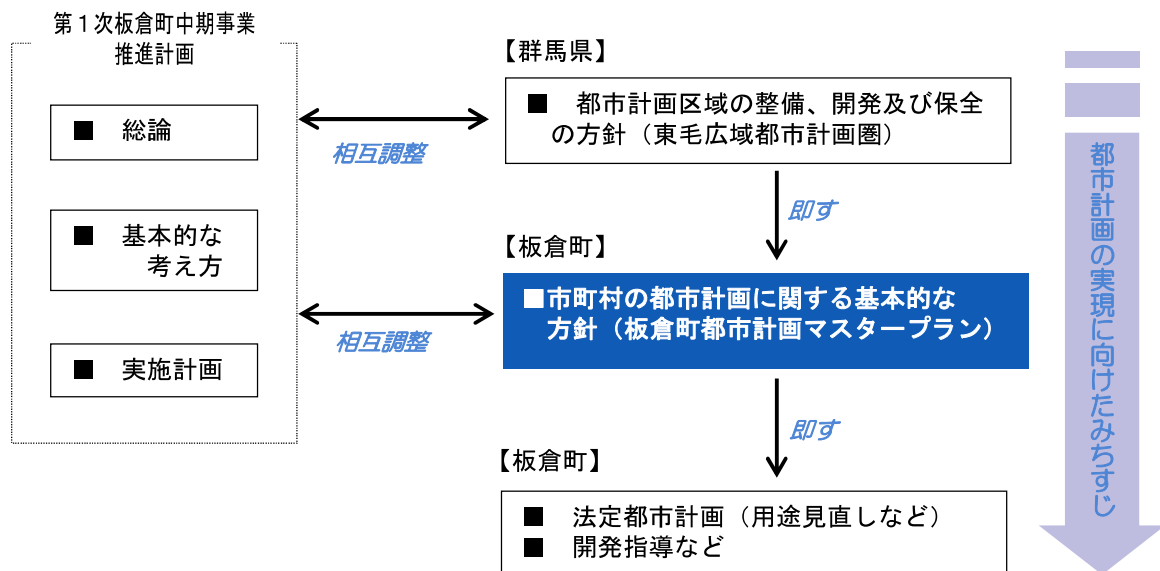 第１次板倉町中期事業
推進計画
■　総論
■　基本的な
考え方
■　実施計画
相互調整
相互調整
【群馬県】
■　都市計画区域の整備、開発及び保全
の方針（東毛広域都市計画圏）
即す
【板倉町】
■市町村の都市計画に関する基本的な
方針（板倉町都市計画マスタープラン）
即す
【板倉町】
■　法定都市計画（用途見直しなど）
■　開発指導など
都市計画の実現に向けたみちすじ